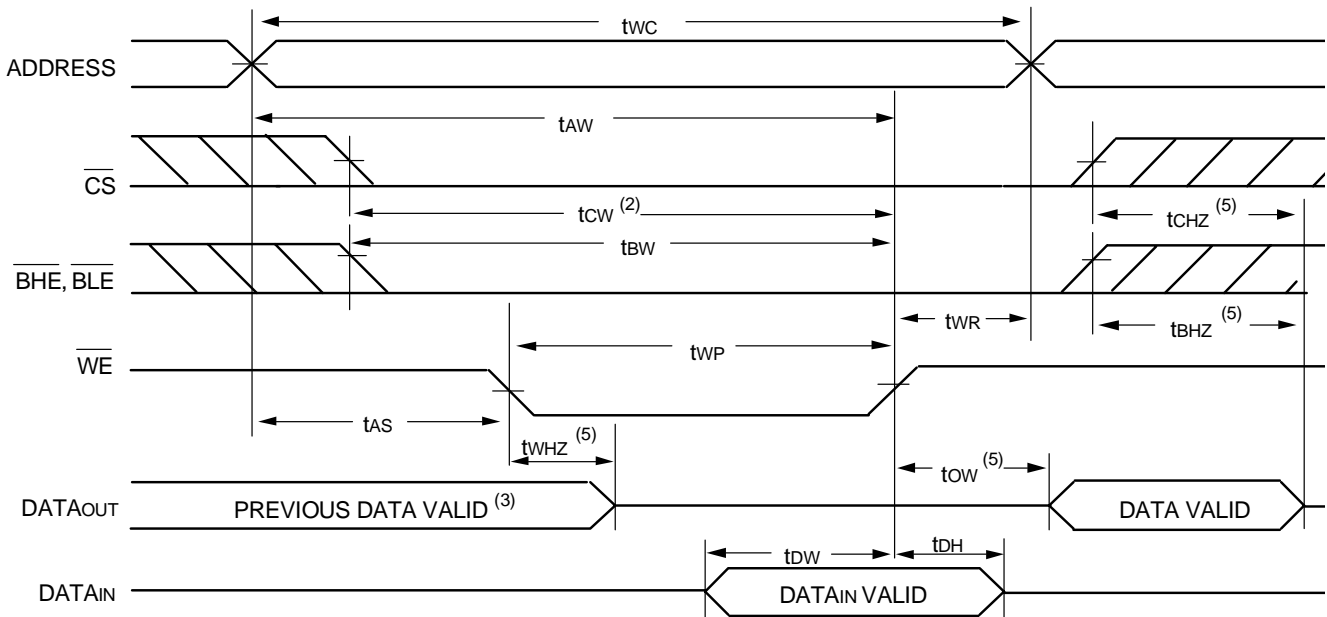 tWC
ADDRESS
tAW
CS
tCW (2)
tCHZ (5)
tBW
BHE, BLE
tWR
tBHZ (5)
tWP
WE
tAS
tWHZ (5)
tOW (5)
DATAOUT
PREVIOUS DATA VALID (3)
DATA VALID
tDW
tDH
DATAIN
DATAIN VALID